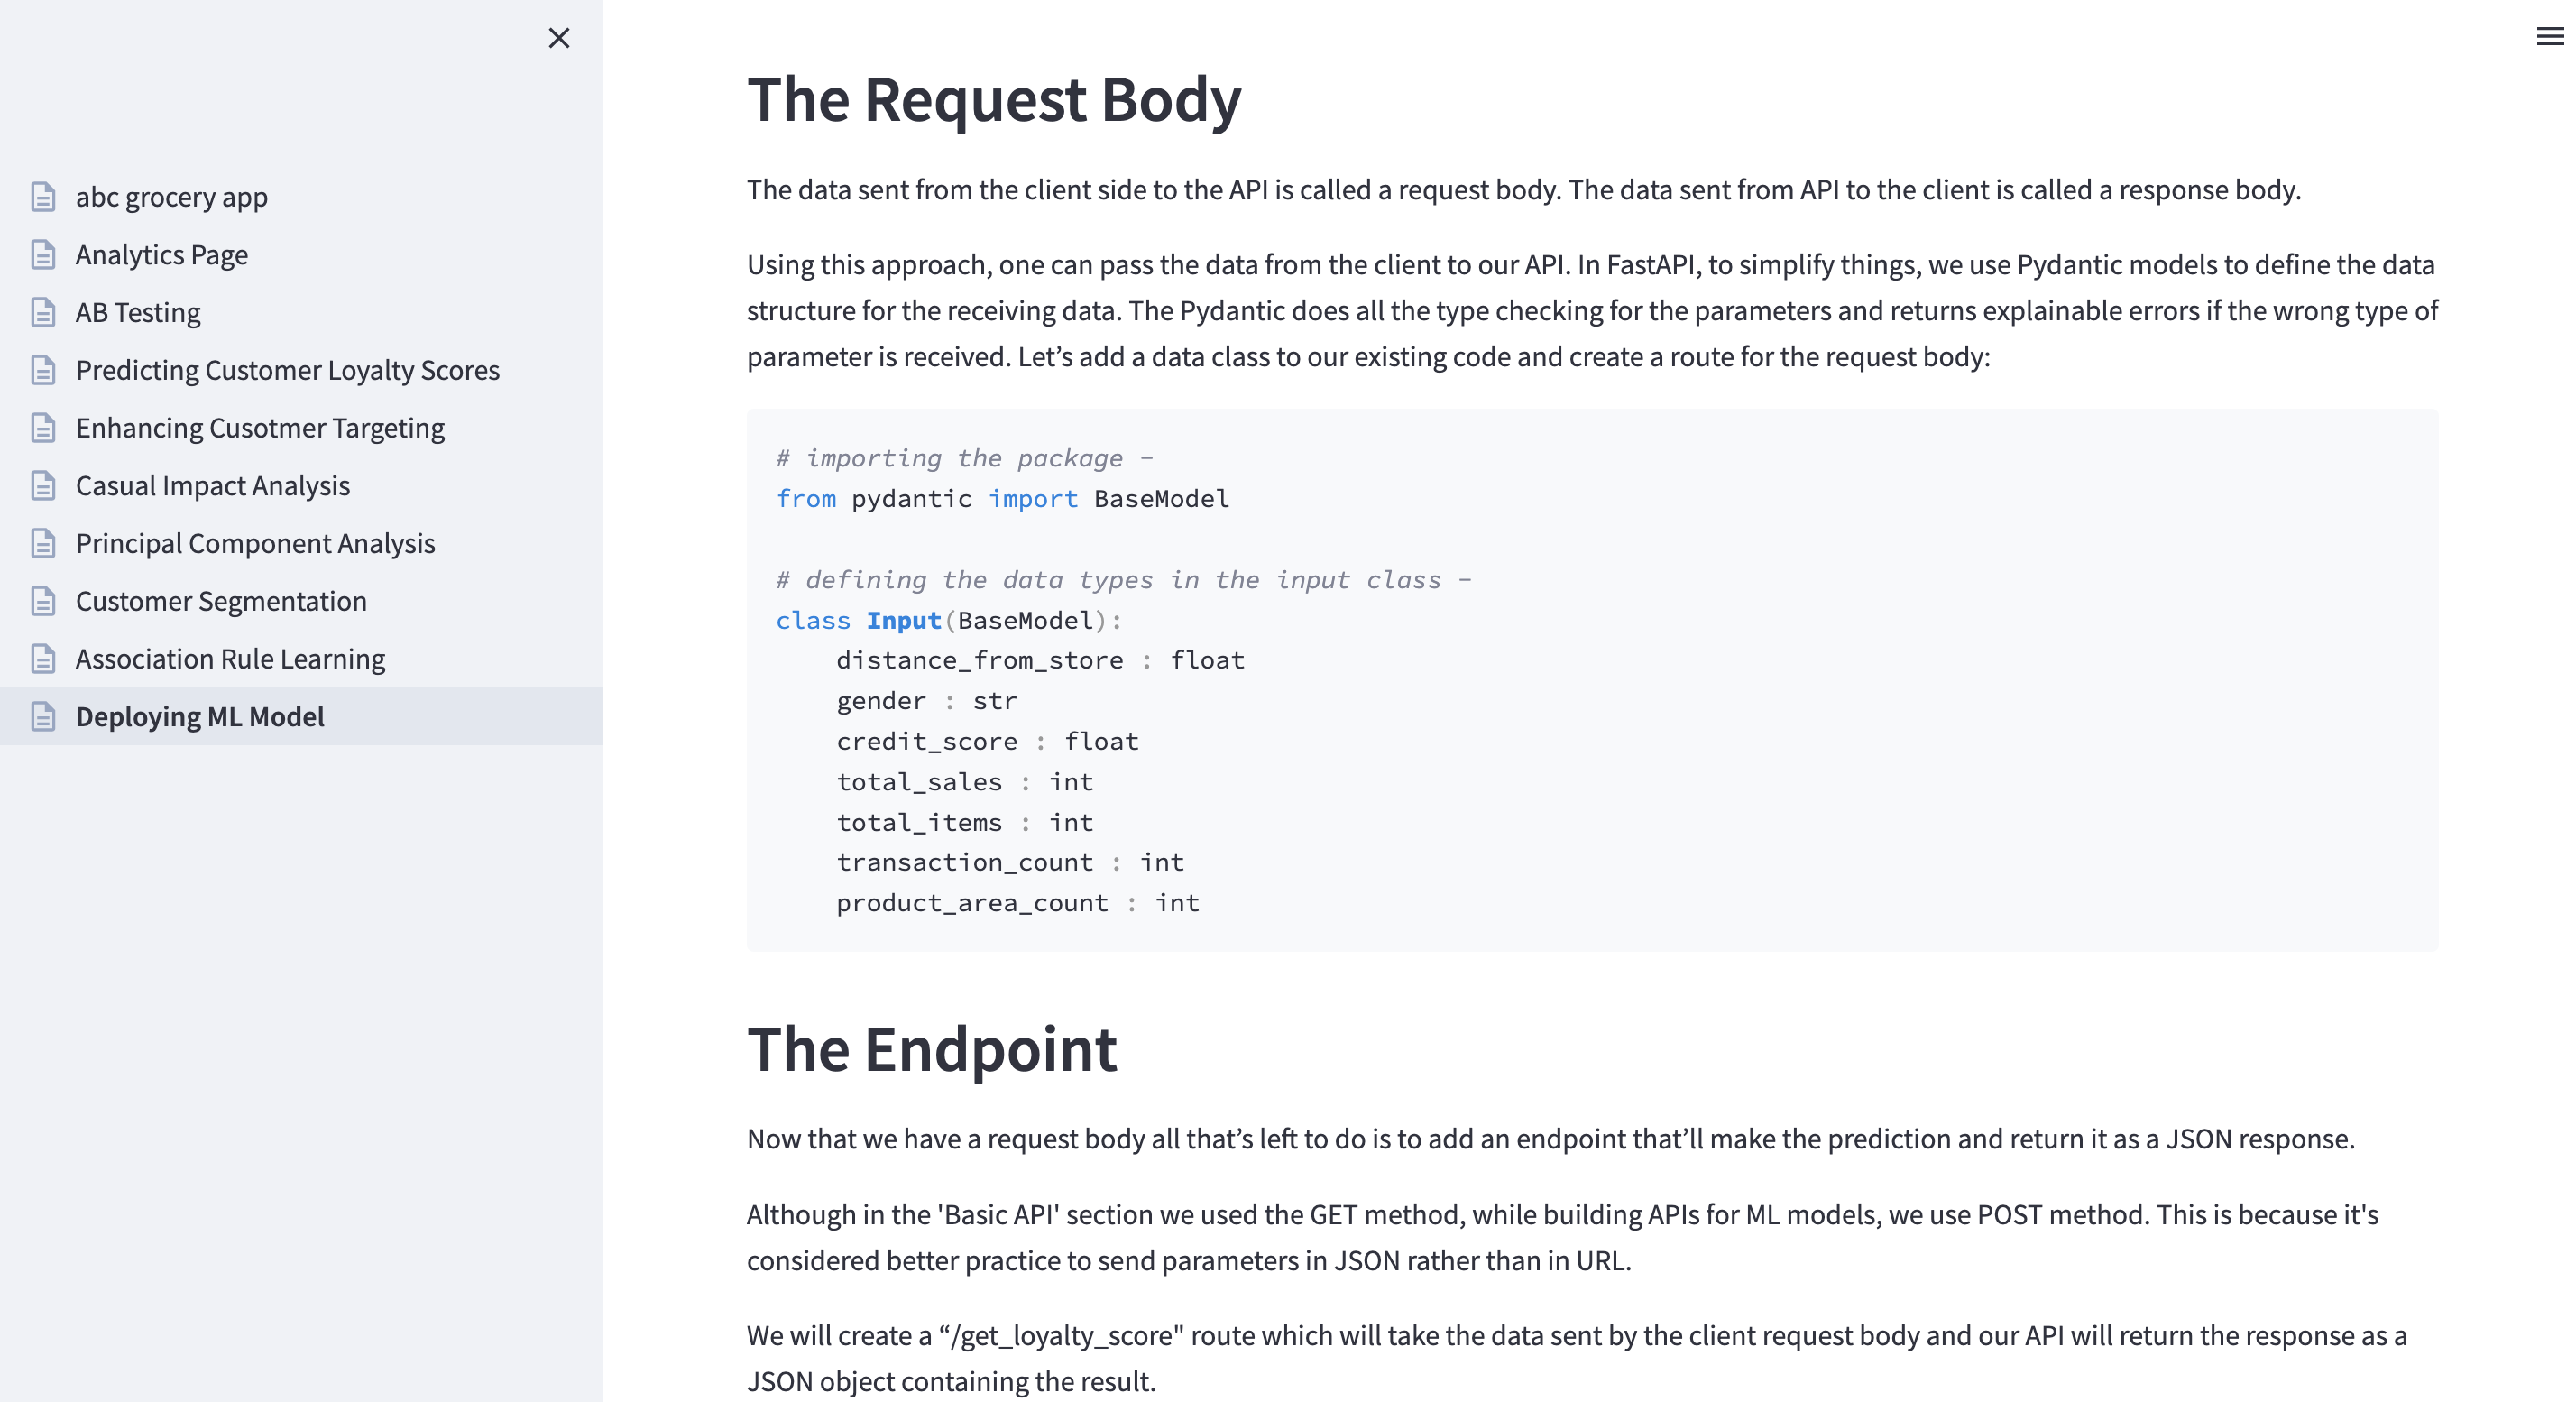 abc grocery app
Analytics Page
AB Testing
Predicting Customer Loyalty Scores
Enhancing Cusotmer Targeting
Casual Impact Analysis
Principal Component Analysis
Customer Segmentation
Association Rule Learning
Deploying ML Model
The Request Body
The data sent from the client side to the API is called a request body. The data sent from API to the client is called a response body.
Using this approach, one can pass the data from the client to our API. In FastAPI, to simplify things, we use Pydantic models to define the data
structure for the receiving data. The Pydantic does all the type checking for the parameters and returns explainable errors if the wrong type of
parameter is received. Let’s add a data class to our existing code and create a route for the request body:
# importing the package -
from pydantic import BaseModel
# defining the data types in the input class -
class Input(BaseModel):
    distance_from_store : float
    gender : str
    credit_score : float
    total_sales : int
    total_items : int
    transaction_count : int
    product_area_count : int
The Endpoint
Now that we have a request body all that’s left to do is to add an endpoint that’ll make the prediction and return it as a JSON response.
Although in the 'Basic API' section we used the GET method, while building APIs for ML models, we use POST method. This is because it's
considered better practice to send parameters in JSON rather than in URL.
We will create a “/get_loyalty_score" route which will take the data sent by the client request body and our API will return the response as a
JSON object containing the result.